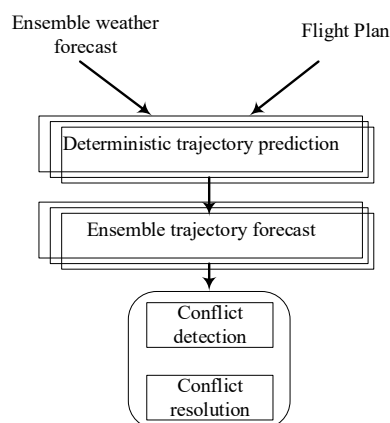 Ensemble weather
forecast
Flight Plan
Deterministic trajectory prediction
Ensemble trajectory forecast
Conflict
detection
Conflict
resolution